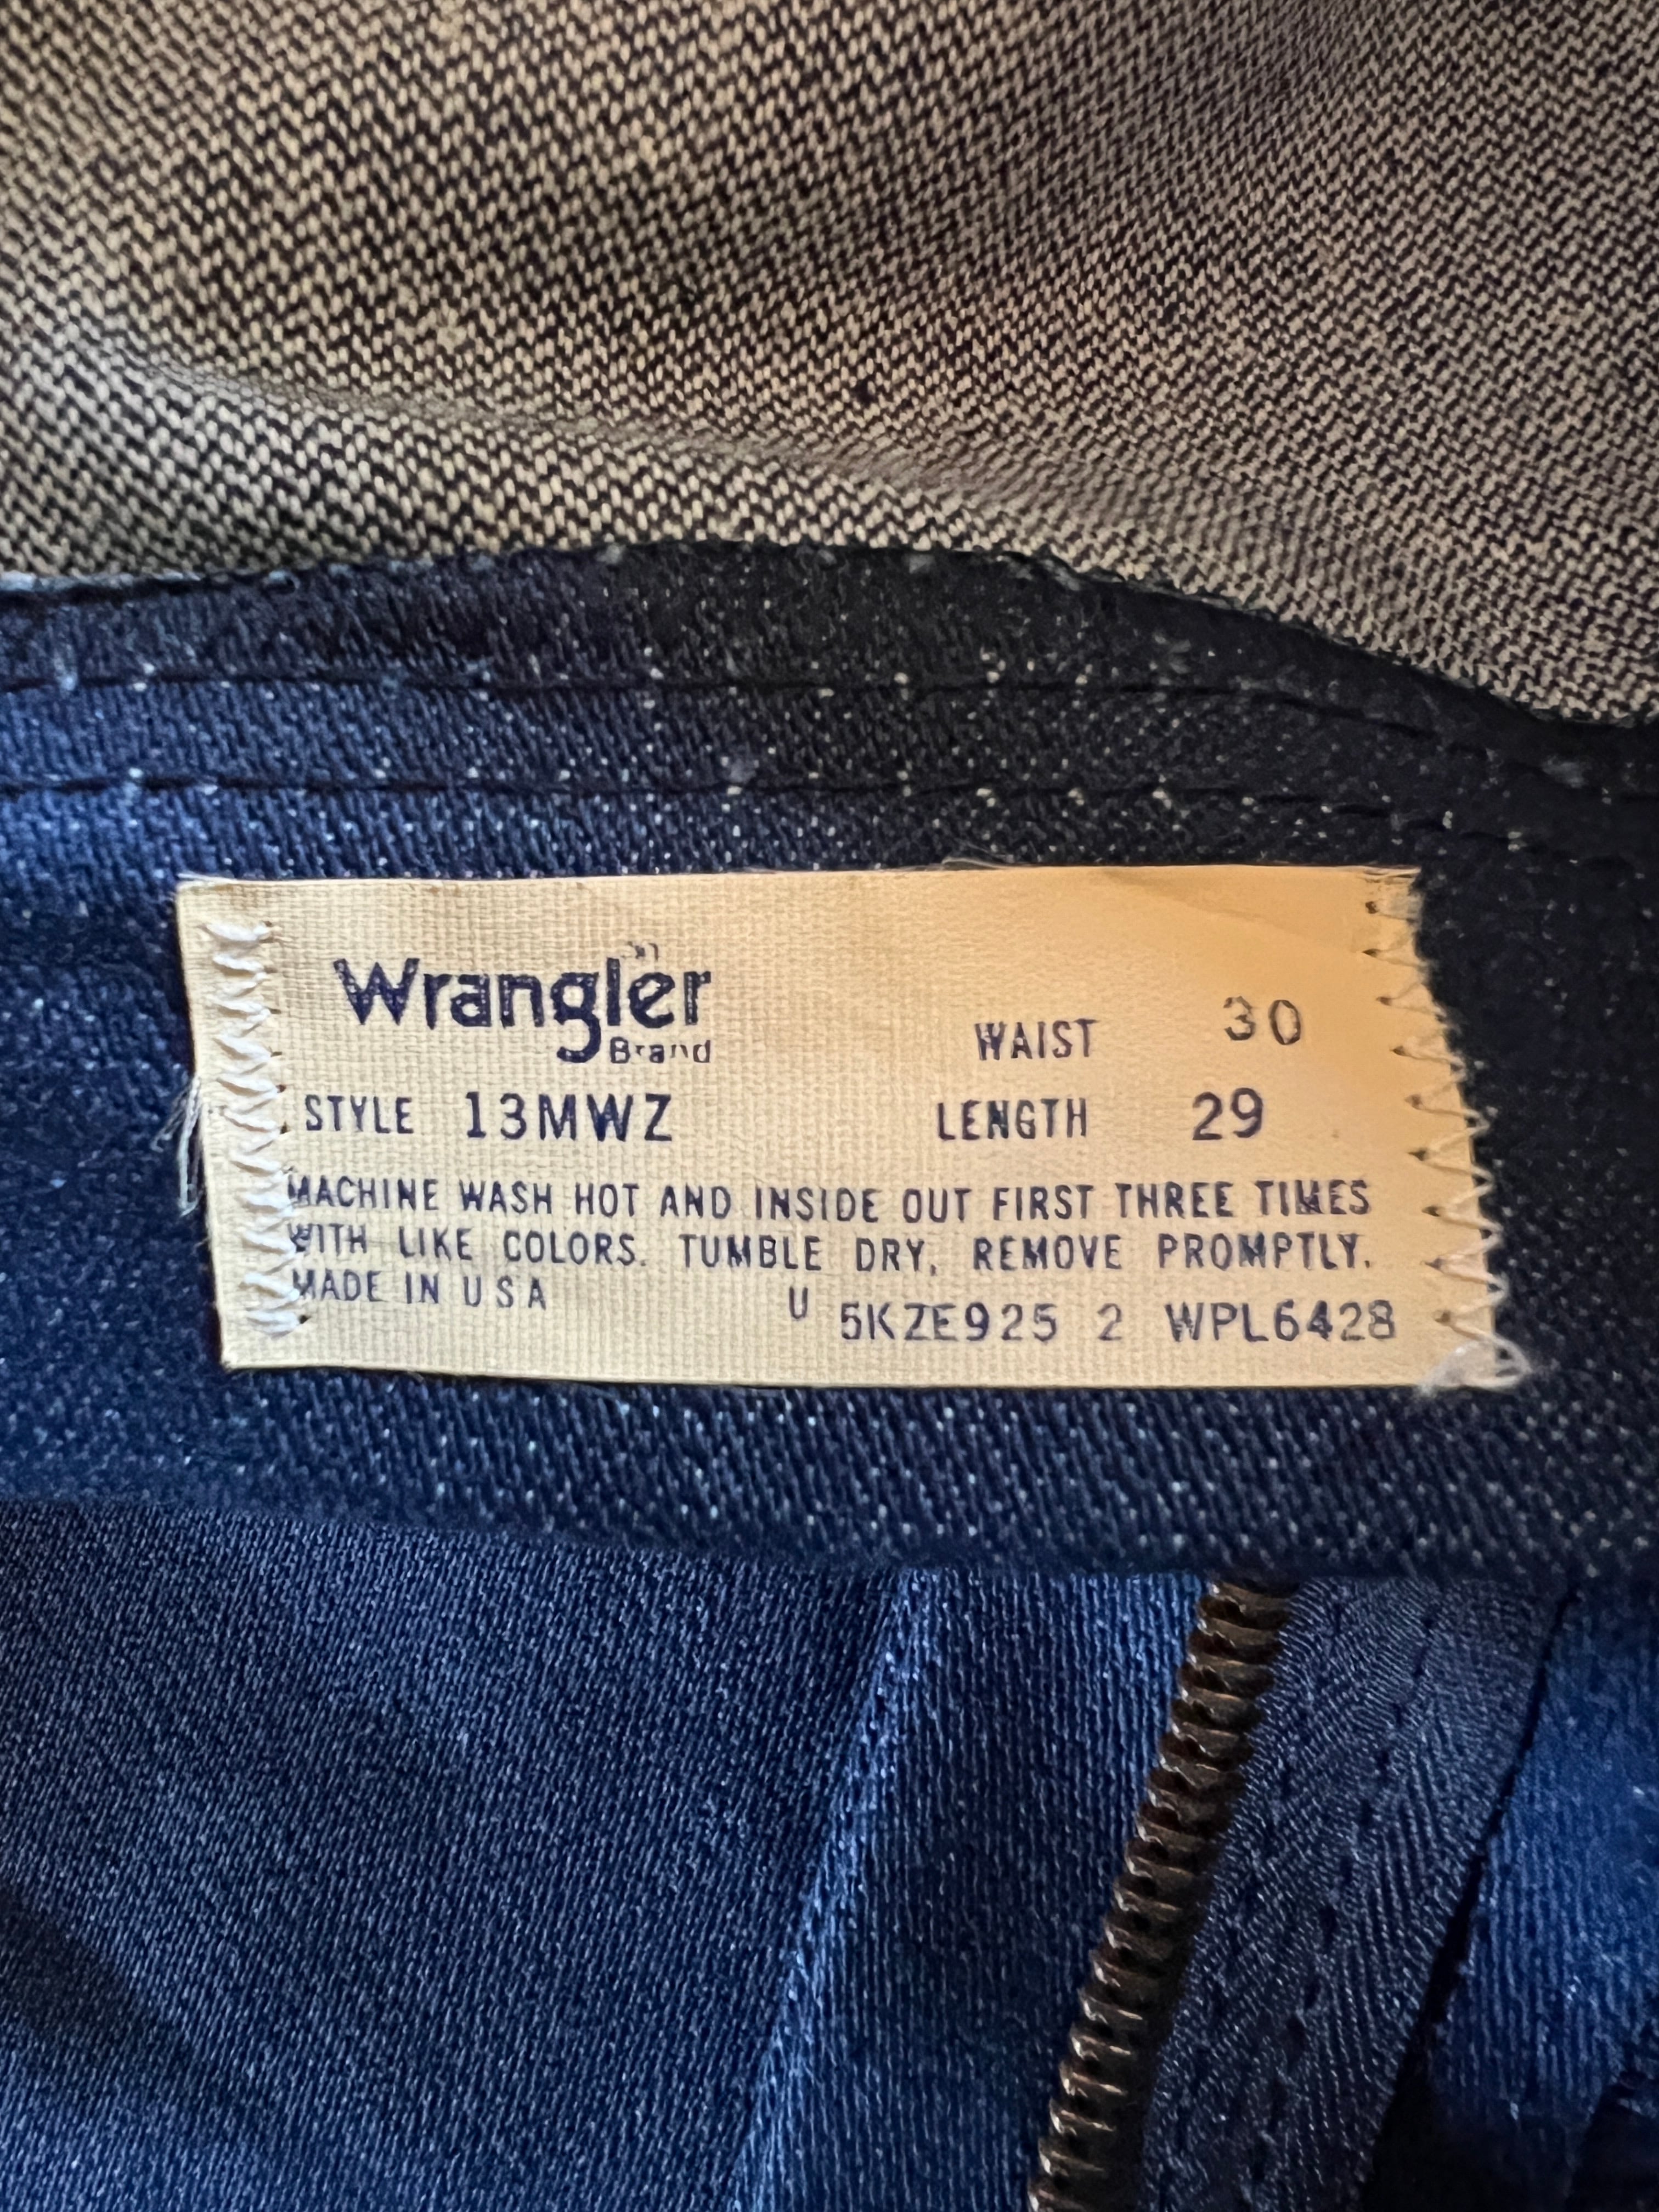 Wrangler
Brand
WAIST 30
STYLE 13MWZ LENGTH 29
MACHINE WASH HOT AND INSIDE OUT FIRST THREE TIMES
WITH LIKE COLORS. TUMBLE DRY, REMOVE PROMPTLY.
MADE IN U S A U 5KZE925 2 WPL6428